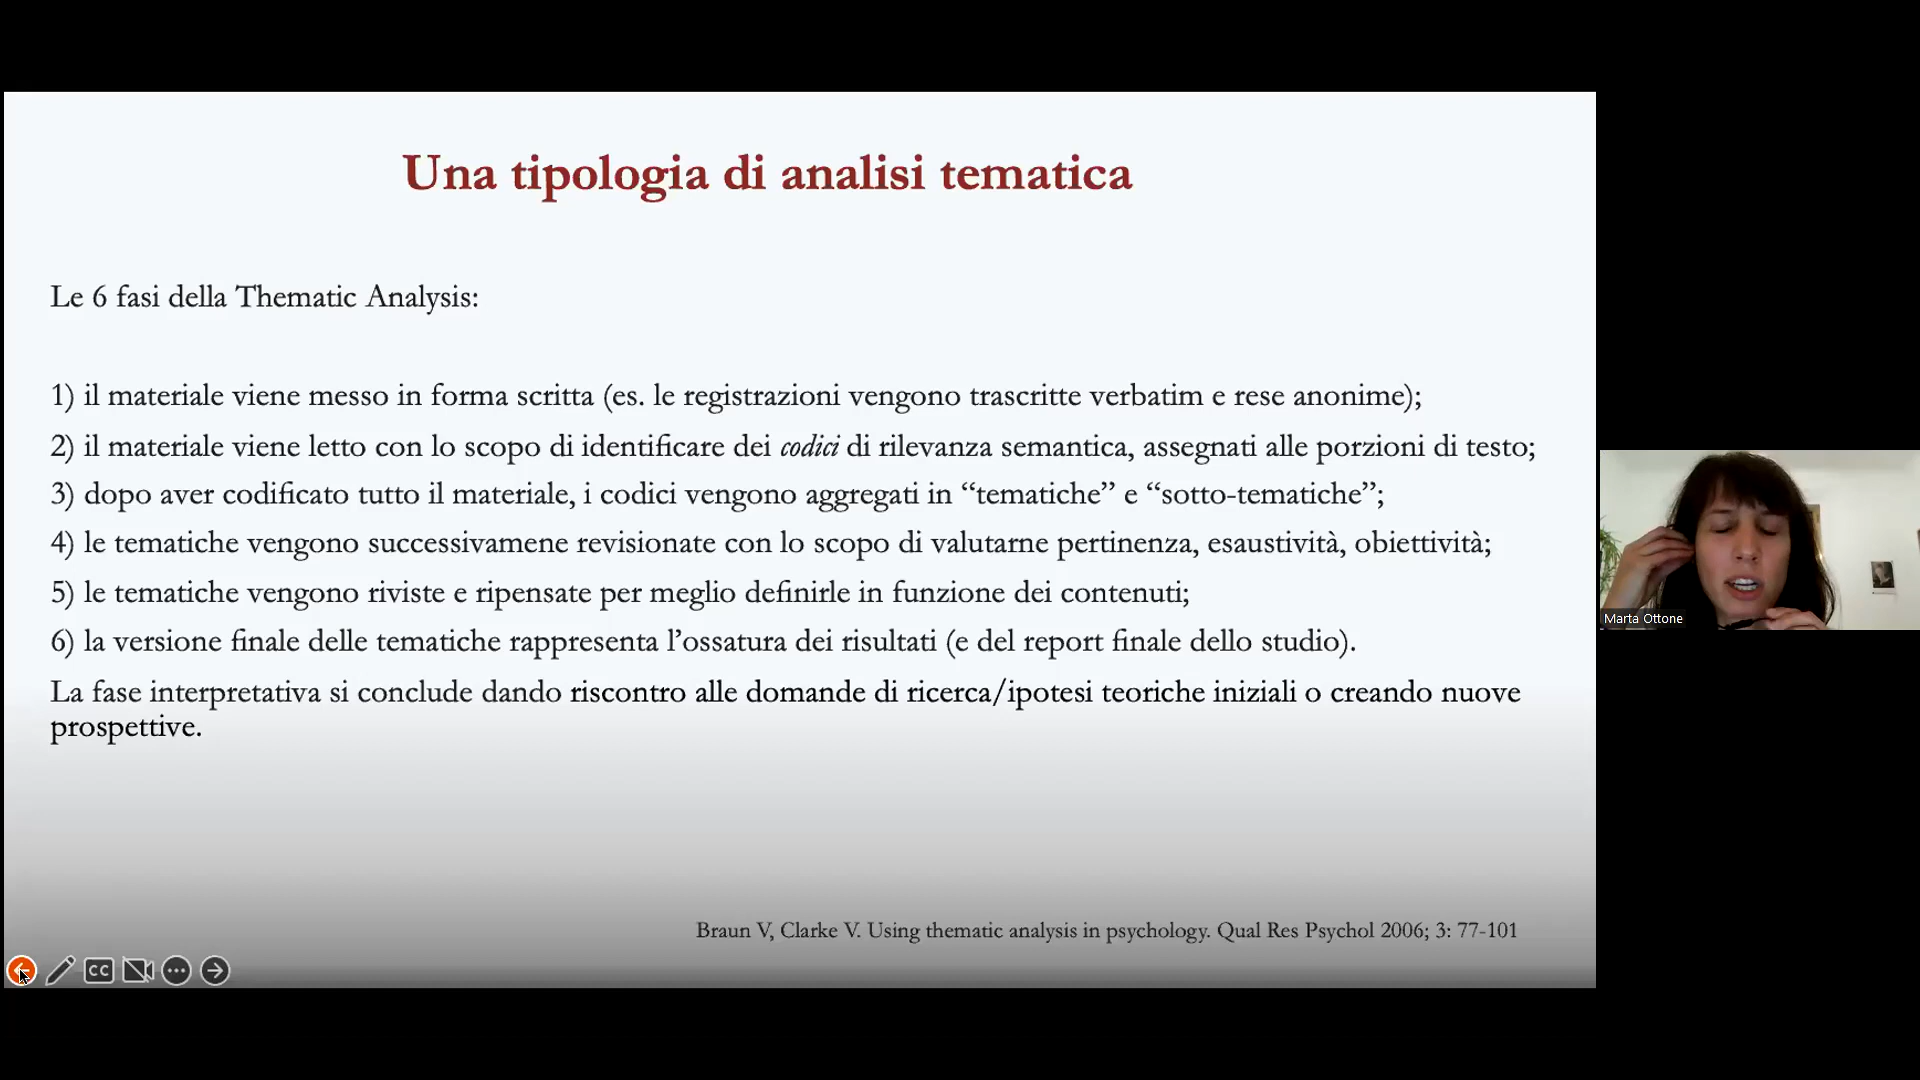 Una tipologia di analisi tematica
Le 6 fasi della Thematic Analysis:
1) il materiale viene messo in forma scritta (es. le registrazioni vengono trascritte verbatim e rese anonime);
2) il materiale viene letto con lo scopo di identificare dei codici di rilevanza semantica, assegnati alle porzioni di testo;
3) dopo aver codificato tutto il materiale, i codici vengono aggregati in “tematiche” e “sotto-tematiche”;
4) le tematiche vengono successivamene revisionate con lo scopo di valutarne pertinenza, esaustività, obiettività;
5) le tematiche vengono riviste e ripensate per meglio definirle in funzione dei contenuti;
6) la versione finale delle tematiche rappresenta l’ossatura dei risultati (e del report finale dello studio).
La fase interpretativa si conclude dando riscontro alle domande di ricerca/ipotesi teoriche iniziali o creando nuove
prospettive.
Braun V, Clarke V. Using thematic analysis in psychology. Qual Res Psychol 2006; 3: 77-101
CC
Marta Ottone